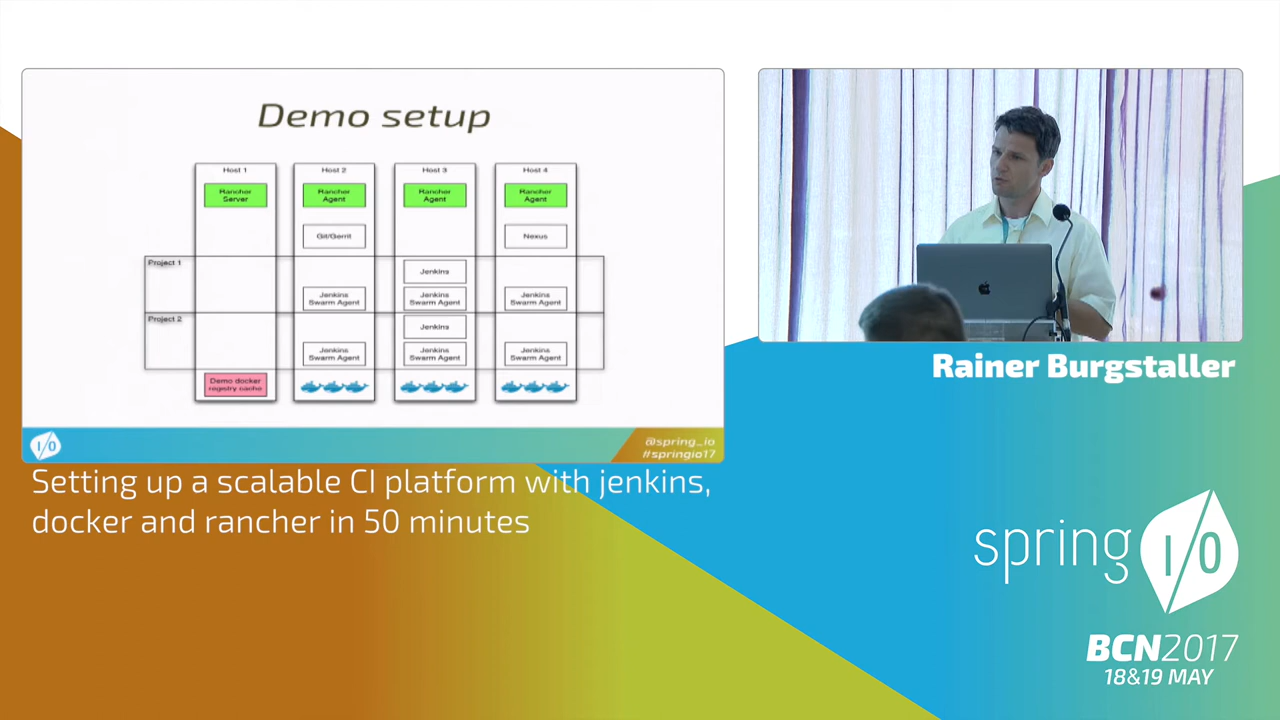 Demo setup
Host 1
Host 2
Host 3
Host 4
Rancher
Server
Rancher
Agent
Rancher
Agent
Rancher
Agent
Git/Gerrit
Nexus
Project 1
Jenkins
Jenkins
Swarm Agent
Jenkins
Swarm Agent
Jenkins
Swarm Agent
Project 2
Jenkins
Jenkins
Swarm Agent
Jenkins
Swarm Agent
Jenkins
Swarm Agent
Demo docker
registry cache
I/O
@spring_io
#springio17
Rainer Burgstaller
Setting up a scalable CI platform with jenkins,
docker and rancher in 50 minutes
spring I/O
BCN2017
18&19 MAY